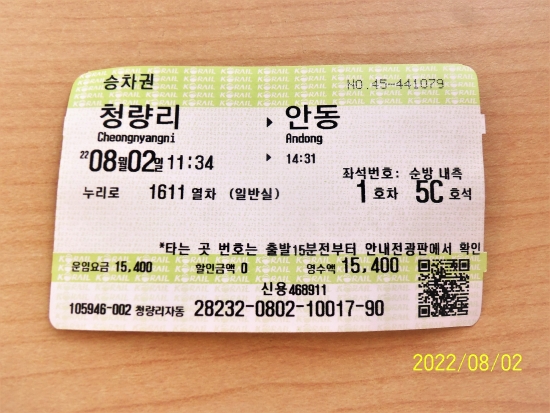 승차권 NO.45-441079
청량리 ▶ 안동
Cheongnyangni Andong
22 08월02일 11:34 ▶ 14:31
좌석번호: 순방 내측
누리로 1611 열차 (일반실) 1 호차 5C 호석
*타는 곳 번호는 출발15분전부터 안내전광판에서 확인
운임요금 15,400 할인금액 0 영수액 15,400
신용468911
105946-002 청량리자동 28232-0802-10017-90
2022/08/02